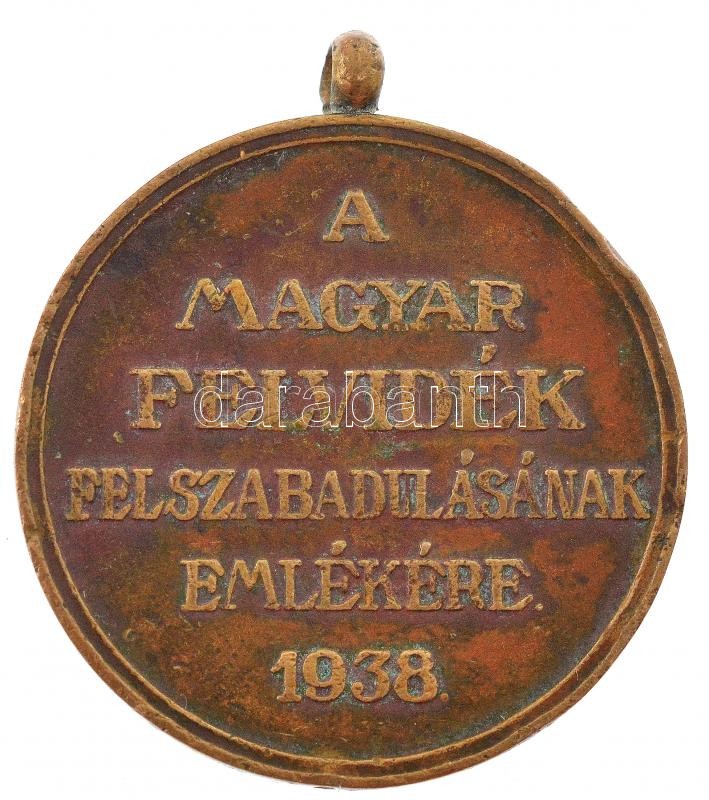 A
MAGYAR
FELVIDÉK
darabanth
FELSZABADULÁSÁNAK
EMLÉKÉRE.
1938.